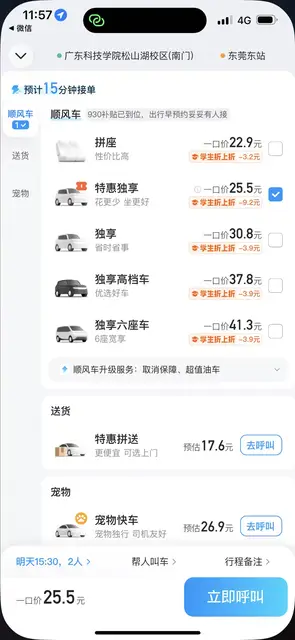 11:57
4G
微信
广东科技学院松山湖校区(南门)
东莞东站
预计15分钟接单
顺风车
1
送货
宠物
顺风车 930补贴已到位，出行早预约妥妥有人接
拼座
性价比高
一口价22.9元
学生折上折 -3.2元
特惠独享
花更少 坐更好
一口价25.5元
学生折上折 -9.2元
独享
省时省事
一口价30.8元
学生折上折 -3.9元
独享高档车
优选好车
一口价37.8元
学生折上折 -3.9元
独享六座车
6座宽享
一口价41.3元
学生折上折 -3.9元
顺风车升级服务：取消保障、超值油车
送货
特惠拼送
更便宜 可选上门
预估17.6元
去呼叫
宠物
宠物快车
宠物独行 司机友好
预估26.9元
去呼叫
明天15:30，2人
帮人叫车
行程备注
一口价25.5元
立即呼叫